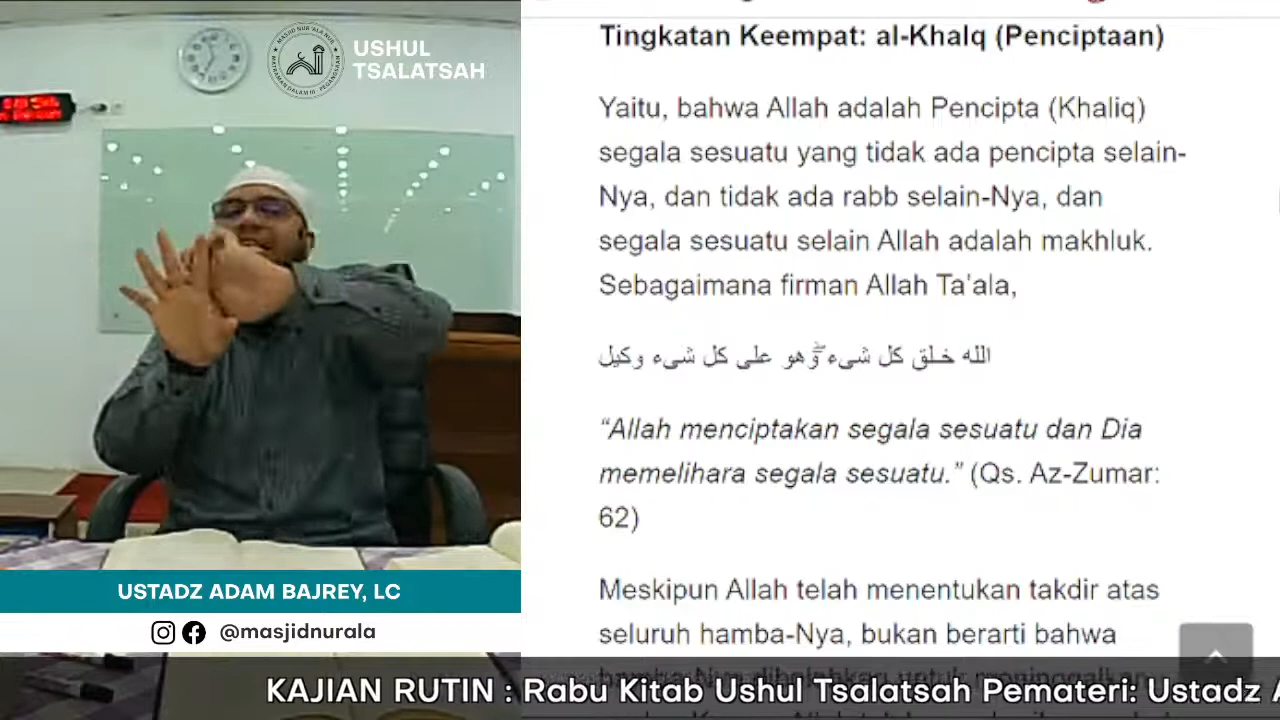 USHUL
TSALATSAH
Tingkatan Keempat: al-Khalq (Penciptaan)
Yaitu, bahwa Allah adalah Pencipta (Khaliq)
segala sesuatu yang tidak ada pencipta selain-
Nya, dan tidak ada rabb selain-Nya, dan
segala sesuatu selain Allah adalah makhluk.
Sebagaimana firman Allah Ta'ala,
الله خـلق كل شىء ۖوهو على كل شىء وكيل
“Allah menciptakan segala sesuatu dan Dia
memelihara segala sesuatu.” (Qs. Az-Zumar:
62)
Meskipun Allah telah menentukan takdir atas
seluruh hamba-Nya, bukan berarti bahwa
USTADZ ADAM BAJREY, LC
@masjidnurala
KAJIAN RUTIN : Rabu Kitab Ushul Tsalatsah Pemateri: Ustadz A